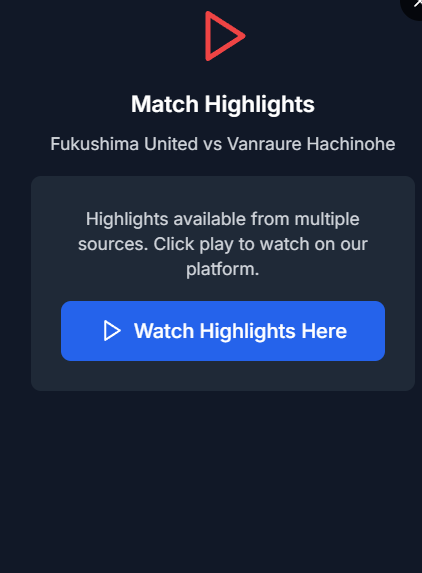 Match Highlights
Fukushima United vs Vanraure Hachinohe
Highlights available from multiple
sources. Click play to watch on our
platform.
Watch Highlights Here